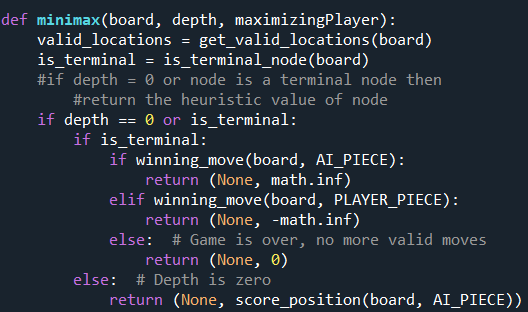 def minimax(board, depth, maximizingPlayer):
    valid_locations = get_valid_locations(board)
    is_terminal = is_terminal_node(board)
    #if depth = 0 or node is a terminal node then
        #return the heuristic value of node
    if depth == 0 or is_terminal:
        if is_terminal:
            if winning_move(board, AI_PIECE):
                return (None, math.inf)
            elif winning_move(board, PLAYER_PIECE):
                return (None, -math.inf)
            else:  # Game is over, no more valid moves
                return (None, 0)
        else:  # Depth is zero
            return (None, score_position(board, AI_PIECE))